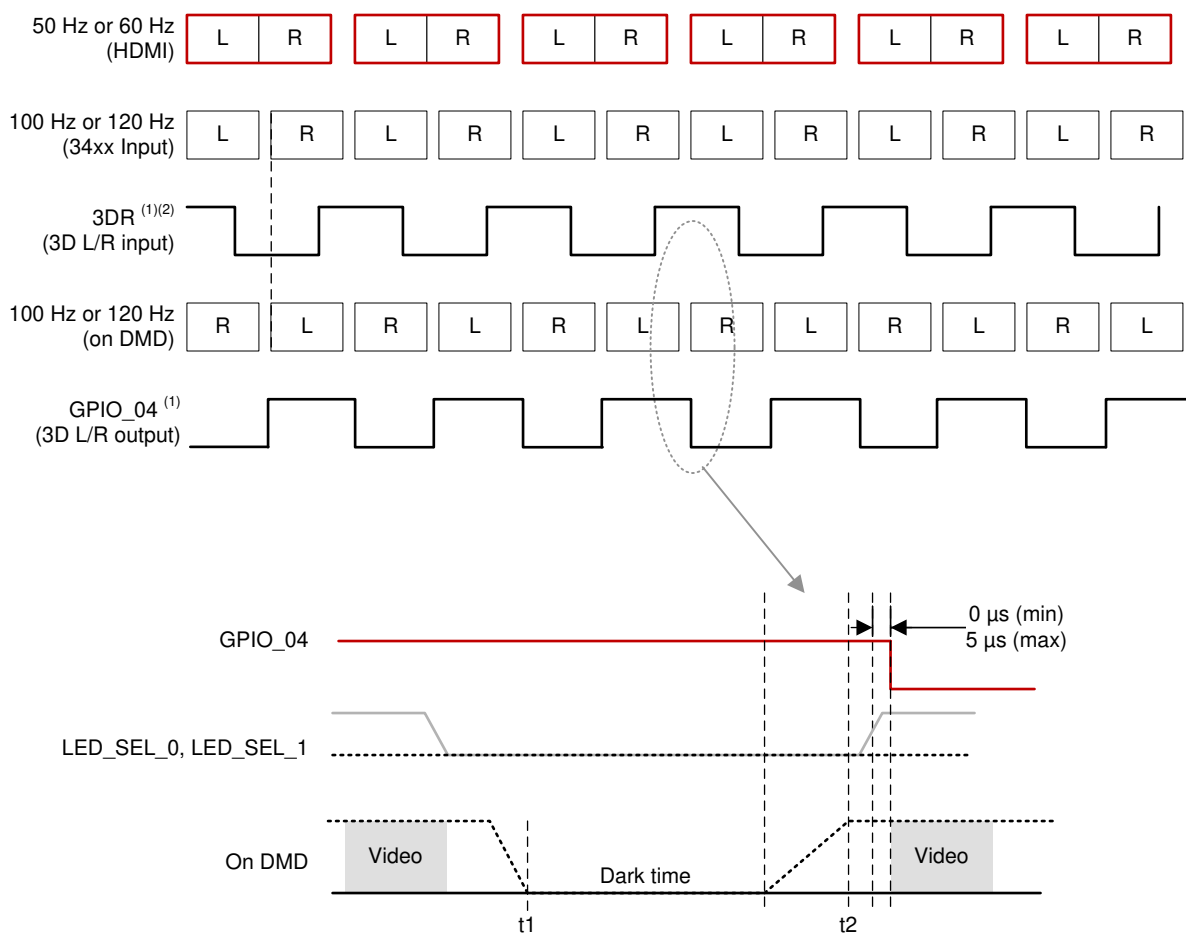 50 Hz or 60 Hz
(HDMI)
L R L R L R L R L R L R
100 Hz or 120 Hz
(34xx Input)
L R L R L R L R L R L R
3DR (1)(2)
(3D L/R input)
100 Hz or 120 Hz
(on DMD)
R L R L R L R L R L R L
GPIO_04 (1)
(3D L/R output)
0 µs (min)
5 µs (max)
GPIO_04
LED_SEL_0, LED_SEL_1
On DMD
Video
Dark time
Video
t1
t2